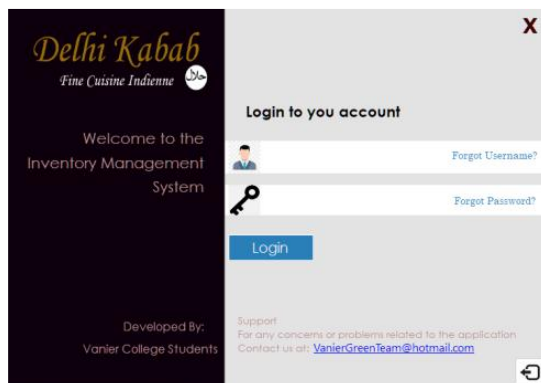 Delhi Kabab
Fine Cuisine Indienne
حلال
Welcome to the
Inventory Management
System
Developed By:
Vanier College Students
X
Login to you account
Forgot Username?
Forgot Password?
Login
Support
For any concerns or problems related to the application
Contact us at: VanierGreenTeam@hotmail.com